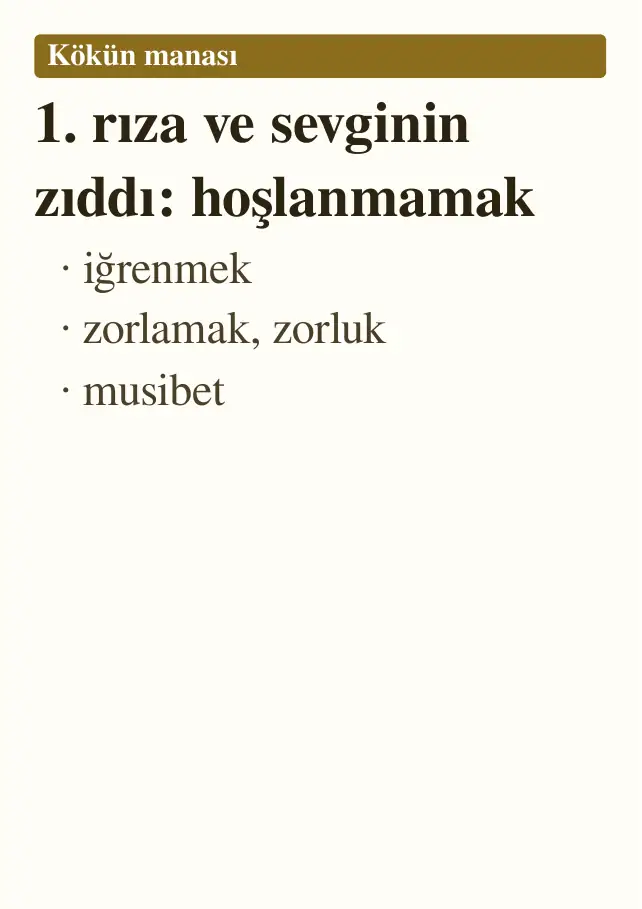 Kökün manası
1. rıza ve sevginin
zıddı: hoşlanmamak
· iğrenmek
· zorlamak, zorluk
· musibet